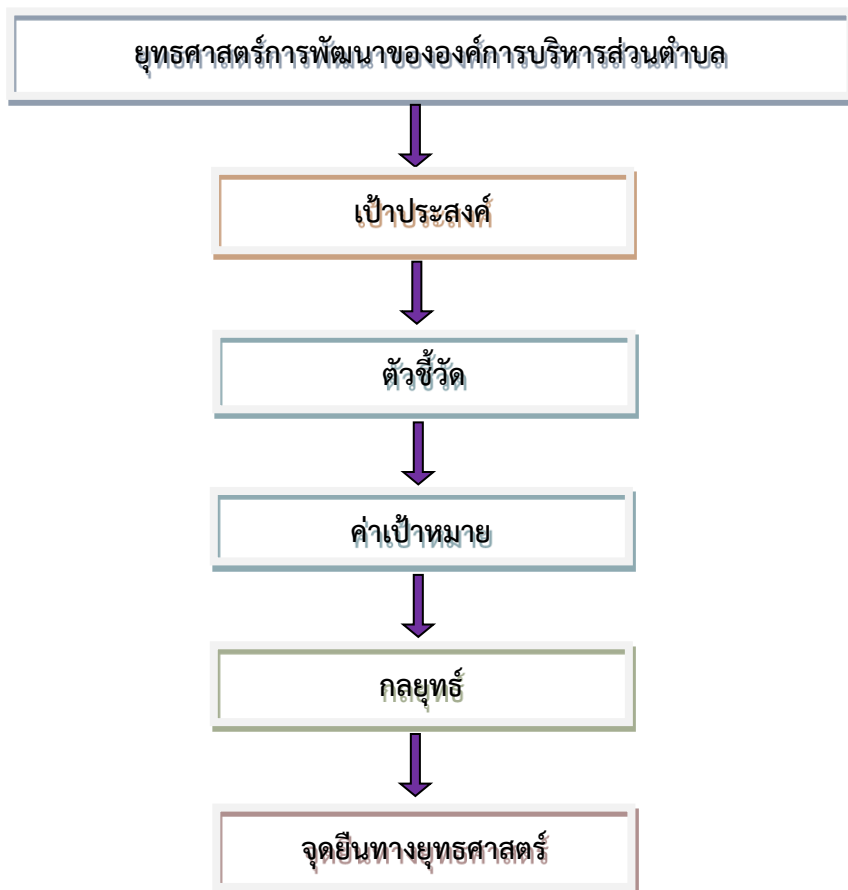 ยุทธศาสตร์การพัฒนาขององค์การบริหารส่วนตำบล
เป้าประสงค์
ตัวชี้วัด
ค่าเป้าหมาย
กลยุทธ์
จุดยืนทางยุทธศาสตร์